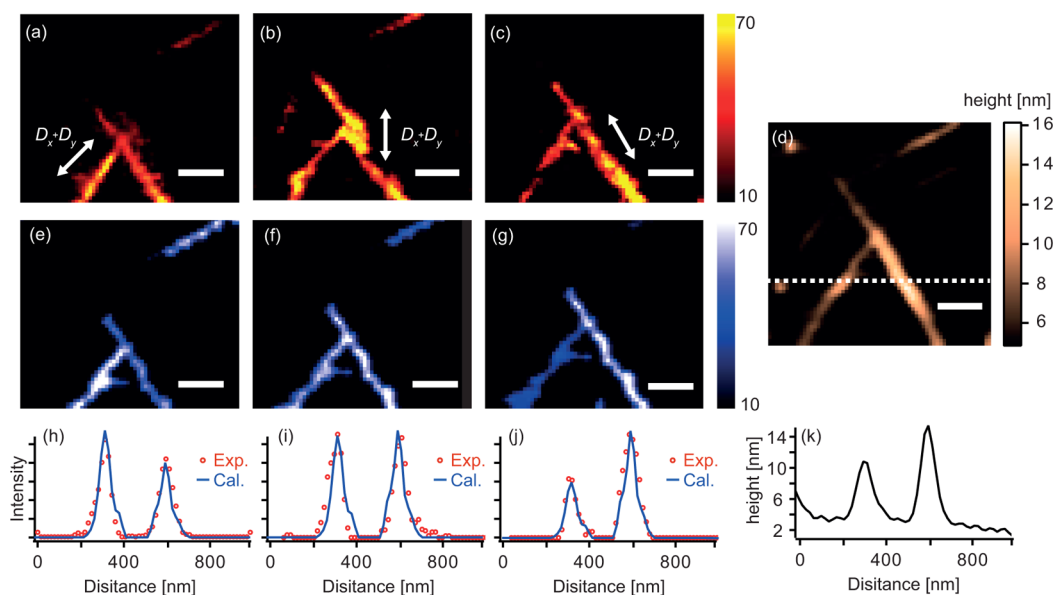 (a)
Dx+Dy
(b)
Dx+Dy
(c)
Dx+Dy
70
10
height [nm]
(d)
16
14
12
10
8
6
(e)
(f)
(g)
70
10
(h)
Exp.
Cal.
Intensity
0
400
800
Disitance [nm]
(i)
Exp.
Cal.
0
400
800
Disitance [nm]
(j)
Exp.
Cal.
0
400
800
Disitance [nm]
(k)
height [nm]
14
10
6
2
0
400
800
Disitance [nm]